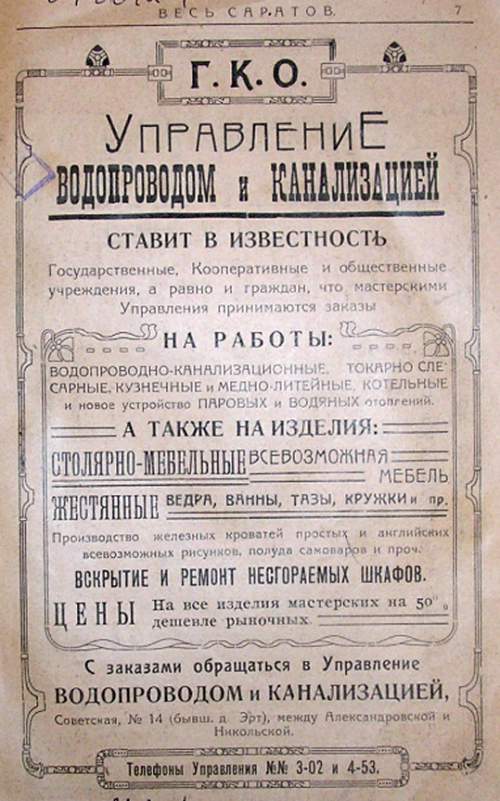 ВЕСЬ САРАТОВ. 7
Г. К. О.
УПРАВЛЕНИЕ
ВОДОПРОВОДОМ и КАНАЛИЗАЦИЕЙ
СТАВИТ В ИЗВЕСТНОСТЬ
Государственные, Кооперативные и общественные
учреждения, а равно и граждан, что мастерскими
Управления принимаются заказы
НА РАБОТЫ:
ВОДОПРОВОДНО-КАНАЛИЗАЦИОННЫЕ, ТОКАРНО СЛЕ-
САРНЫЕ, КУЗНЕЧНЫЕ и МЕДНО-ЛИТЕЙНЫЕ, КОТЕЛЬНЫЕ
и новое устройство ПАРОВЫХ и ВОДЯНЫХ отоплений.
А ТАКЖЕ НА ИЗДЕЛИЯ:
СТОЛЯРНО-МЕБЕЛЬНЫЕ ВСЕВОЗМОЖНАЯ
МЕБЕЛЬ
ЖЕСТЯННЫЕ ВЕДРА, ВАННЫ, ТАЗЫ, КРУЖКИ и пр.
Производство железных кроватей простых и английских
всевозможных рисунков, полуда самоваров и проч.
ВСКРЫТИЕ И РЕМОНТ НЕСГОРАЕМЫХ ШКАФОВ.
ЦЕНЫ На все изделия мастерских на 50%
дешевле рыночных.
С заказами обращаться в Управление
ВОДОПРОВОДОМ и КАНАЛИЗАЦИЕЙ,
Советская, № 14 (бывш. д Эрт), между Александровской и
Никольской.
Телефоны Управления №№ 3-02 и 4-53.